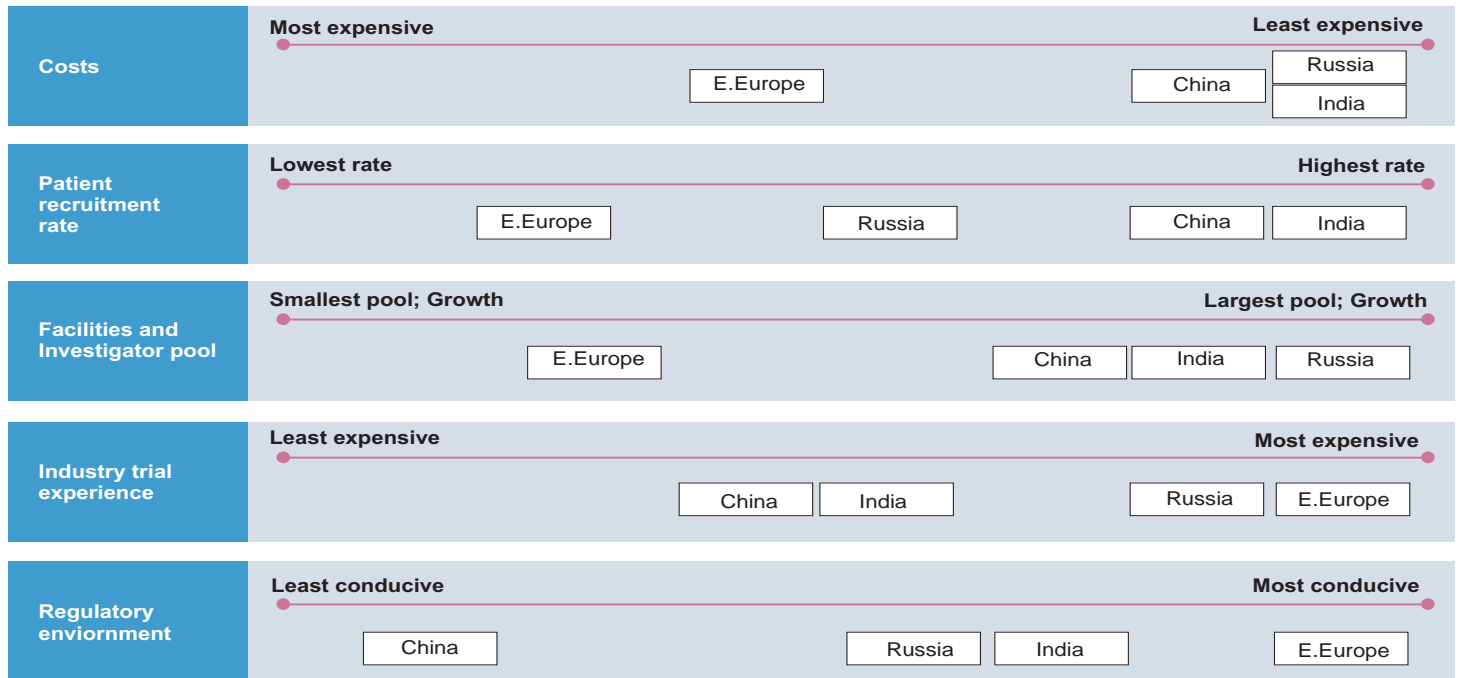 Costs
Most expensive
Least expensive
E.Europe
China
Russia
India
Patient
recruitment
rate
Lowest rate
Highest rate
E.Europe
Russia
China
India
Facilities and
Investigator pool
Smallest pool; Growth
Largest pool; Growth
E.Europe
China
India
Russia
Industry trial
experience
Least expensive
Most expensive
China
India
Russia
E.Europe
Regulatory
enviornment
Least conducive
Most conducive
China
Russia
India
E.Europe